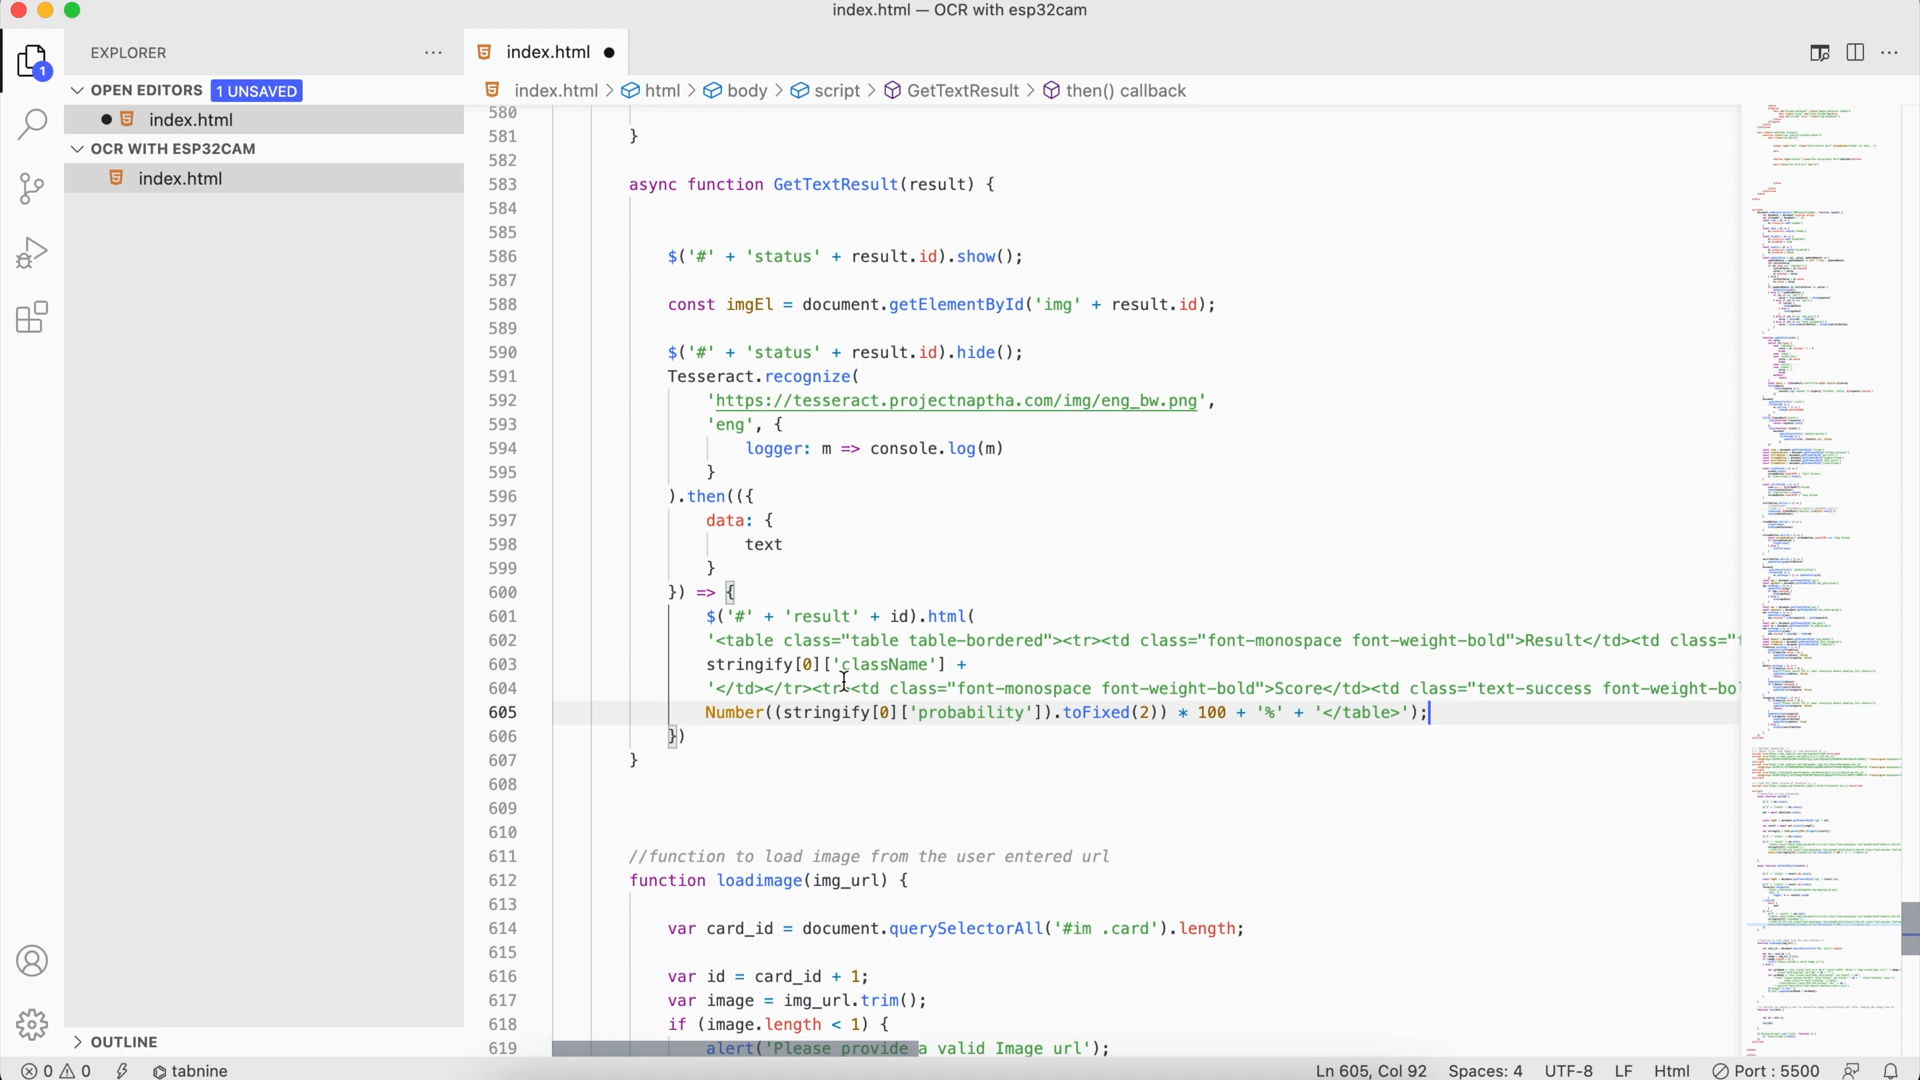 index.html — OCR with esp32cam
EXPLORER
···
index.html
···
1
OPEN EDITORS
1 UNSAVED
index.html
OCR WITH ESP32CAM
index.html
index.html > html > body > script > GetTextResult > then() callback
580
581 }
582
583 async function GetTextResult(result) {
584
585
586 $('#' + 'status' + result.id).show();
587
588 const imgEl = document.getElementById('img' + result.id);
589
590 $('#' + 'status' + result.id).hide();
591 Tesseract.recognize(
592 'https://tesseract.projectnaptha.com/img/eng_bw.png',
593 'eng', {
594 logger: m => console.log(m)
595 }
596 ).then(({
597 data: {
598 text
599 }
600 }) => {
601 $('#' + 'result' + id).html(
602 '<table class="table table-bordered"><tr><td class="font-monospace font-weight-bold">Result</td><td class="
603 stringify[0]['className'] +
604 '</td></tr><tr><td class="font-monospace font-weight-bold">Score</td><td class="text-success font-weight-bo
605 Number((stringify[0]['probability']).toFixed(2)) * 100 + '%' + '</table>');
606 })
607 }
608
609
610
611 //function to load image from the user entered url
612 function loadimage(img_url) {
613
614 var card_id = document.querySelectorAll('#im .card').length;
615
616 var id = card_id + 1;
617 var image = img_url.trim();
618 if (image.length < 1) {
619 alert('Please provide a valid Image url');
OUTLINE
0 0 tabnine
Ln 605, Col 92 Spaces: 4 UTF-8 LF Html Port : 5500